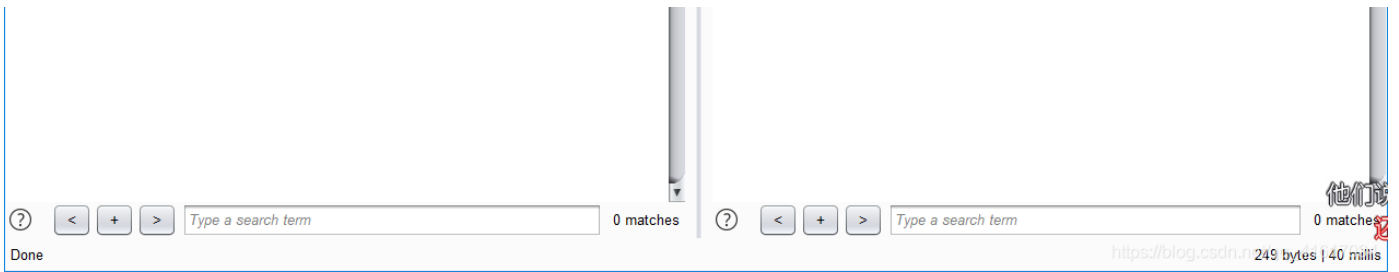 他们说
< + > Type a search term 0 matches
< + > Type a search term 0 matches
Done
249 bytes | 40 millis
https://blog.csdn.n